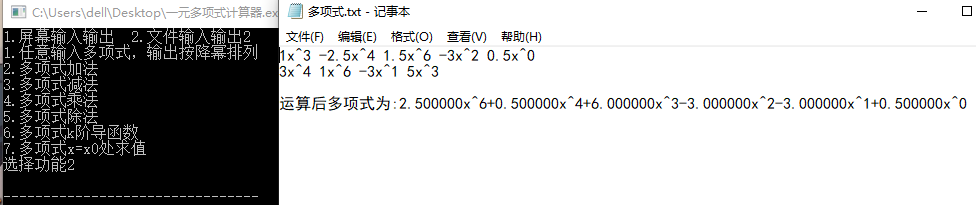 C:\Users\dell\Desktop\一元多项式计算器.ex
1.屏幕输入输出  2.文件输入输出2
1.任意输入多项式，输出按降幂排列
2.多项式加法
3.多项式减法
4.多项式乘法
5.多项式除法
6.多项式k阶导函数
7.多项式x=x0处求值
选择功能2
--------------------------------
多项式.txt - 记事本
文件(F) 编辑(E) 格式(O) 查看(V) 帮助(H)
1x^3 -2.5x^4 1.5x^6 -3x^2 0.5x^0
3x^4 1x^6 -3x^1 5x^3
运算后多项式为:2.500000x^6+0.500000x^4+6.000000x^3-3.000000x^2-3.000000x^1+0.500000x^0